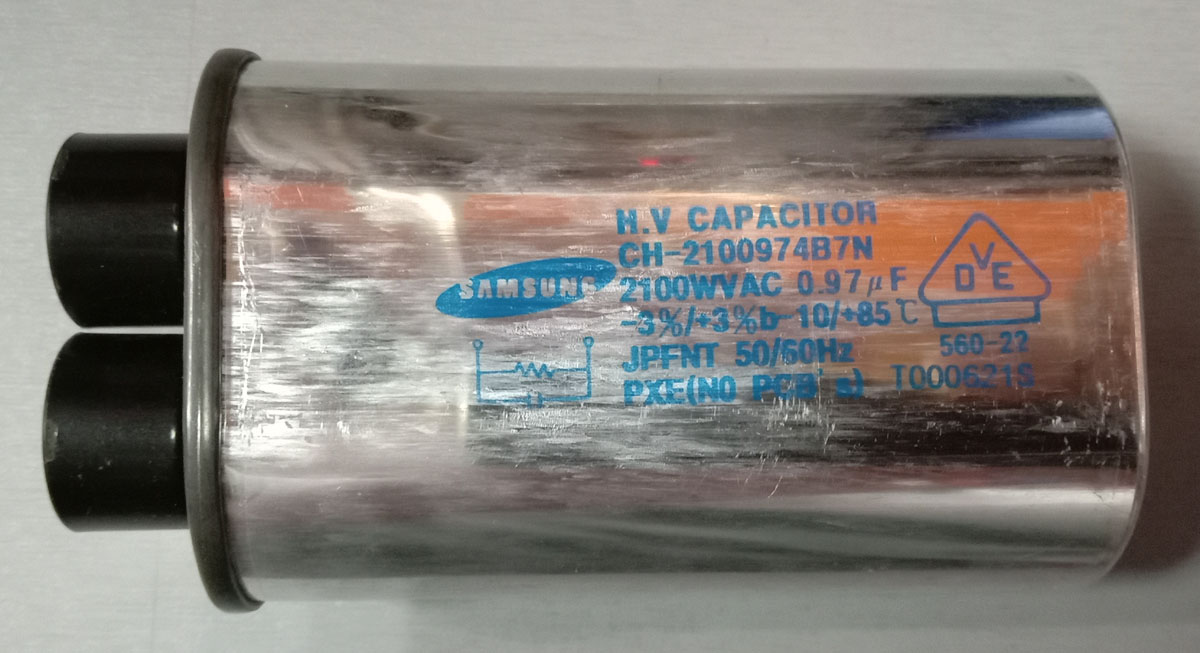 SAMSUNG
H.V CAPACITOR
CH-2100974B7N
2100WVAC 0.97μF
-3%/+3%b-10/+85℃
JPFNT 50/60Hz
PXE(NO PCB's)
DVE
560-22
T000621S